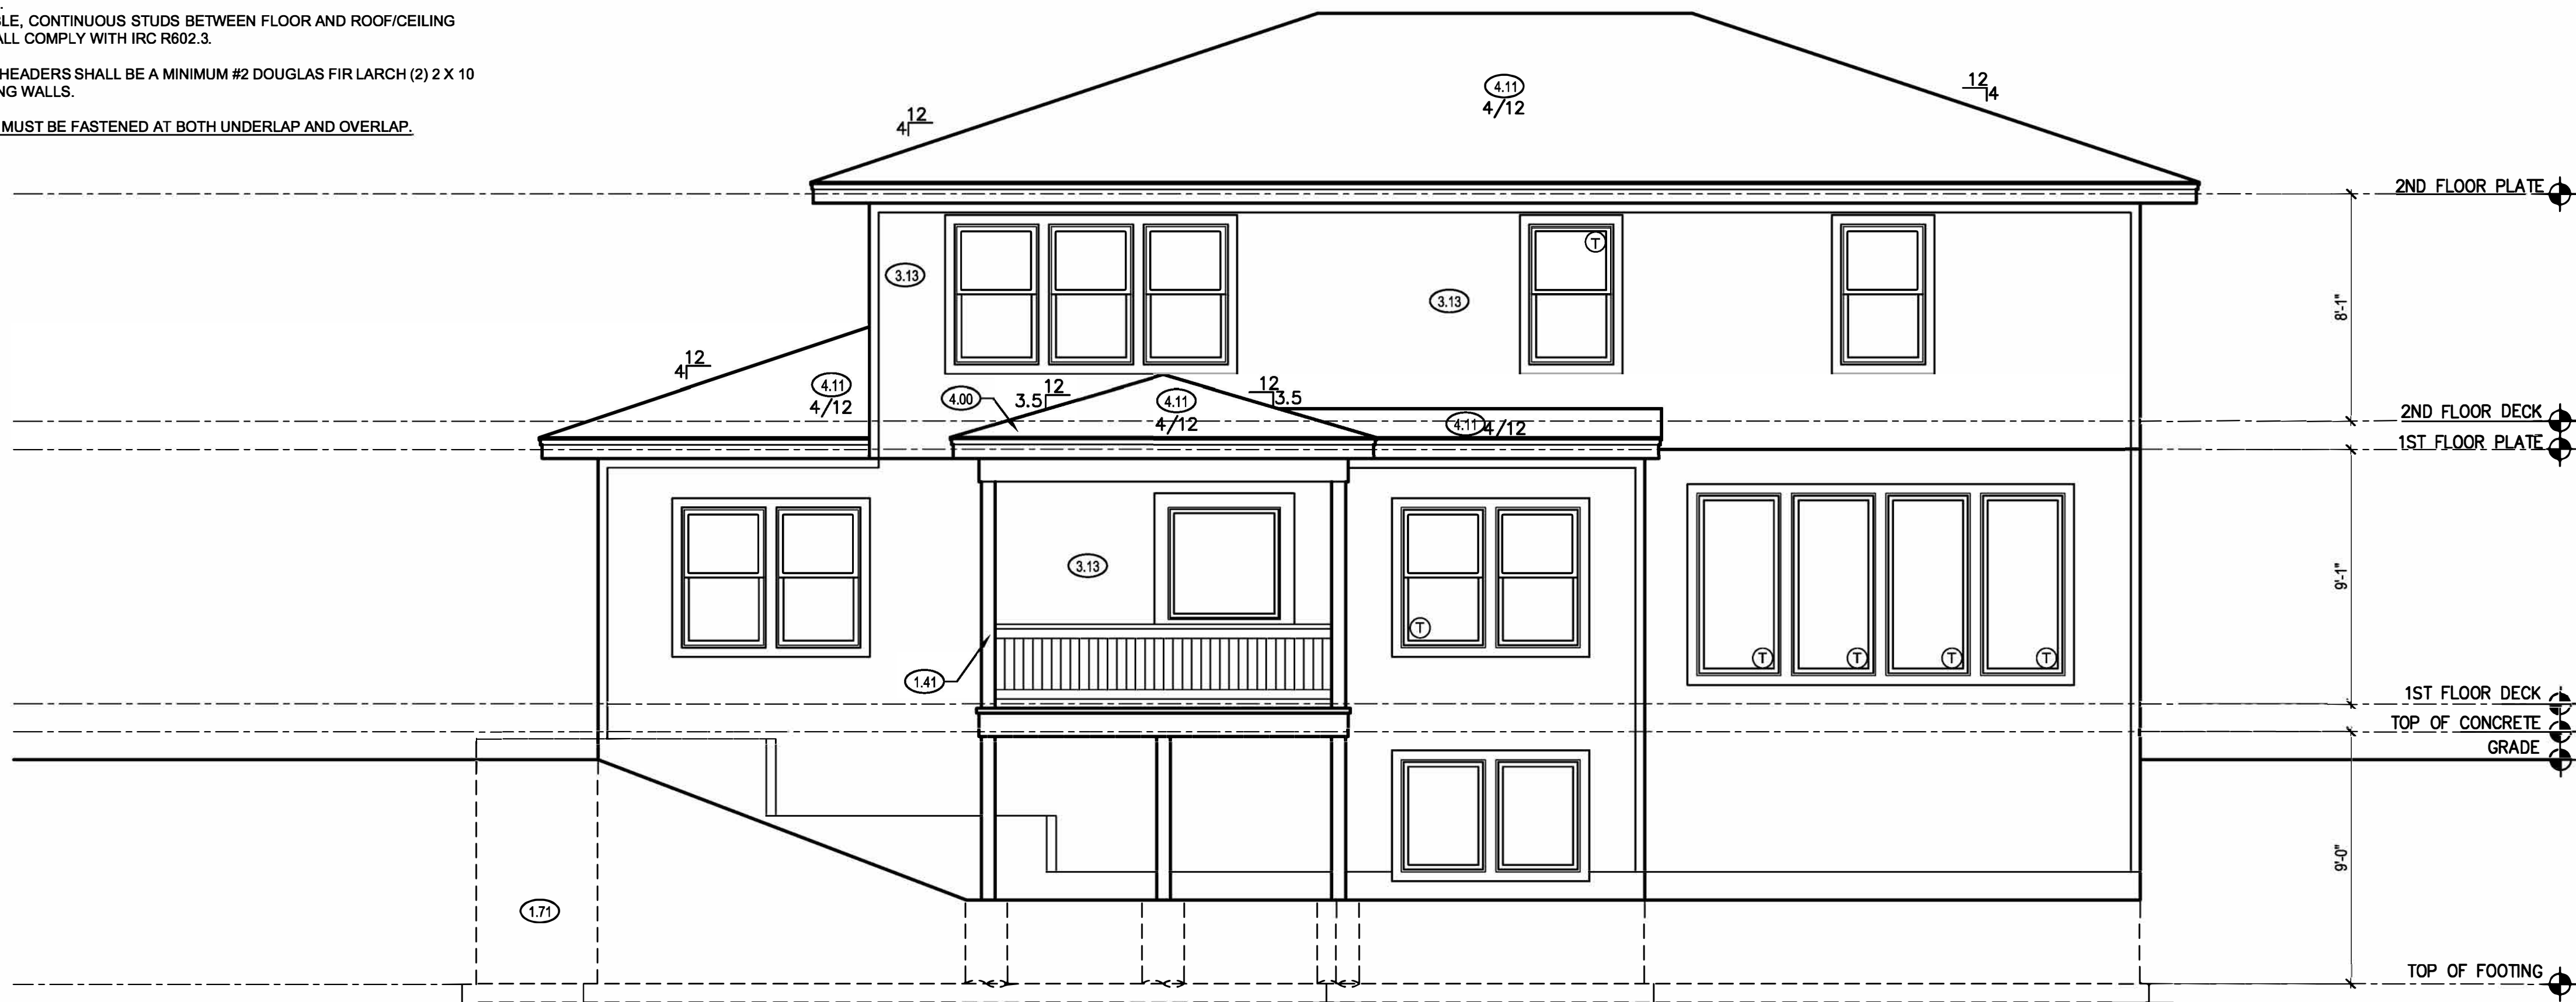 BLE, CONTINUOUS STUDS BETWEEN FLOOR AND ROOF/CEILING
ALL COMPLY WITH IRC R602.3.
HEADERS SHALL BE A MINIMUM #2 DOUGLAS FIR LARCH (2) 2 X 10
NG WALLS.
MUST BE FASTENED AT BOTH UNDERLAP AND OVERLAP.
12
4
4.11
4/12
12
4
2ND FLOOR PLATE
3.13
T
3.13
8'-1"
12
4
4.11
4/12
4.00
12
3.5
4.11
4/12
12
3.5
4.11 4/12
2ND FLOOR DECK
1ST FLOOR PLATE
3.13
9'-1"
T
T
T
T
T
1.41
1ST FLOOR DECK
TOP OF CONCRETE
GRADE
9'-0"
1.71
TOP OF FOOTING